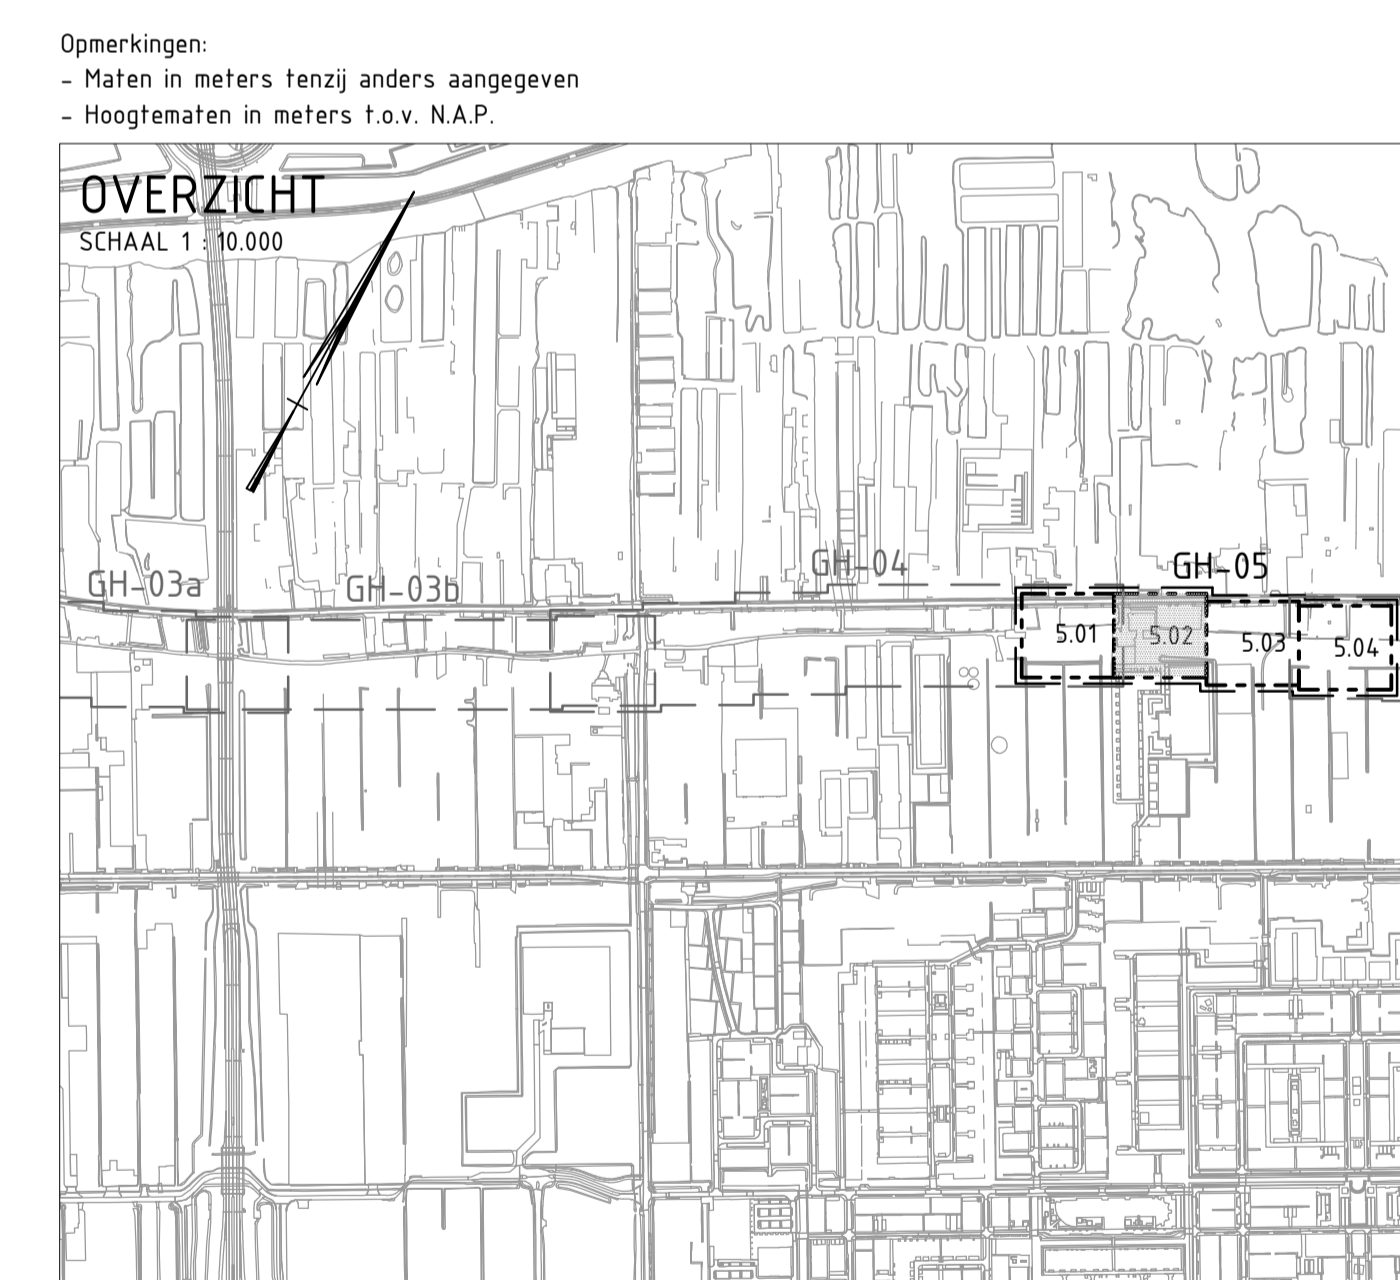 Opmerkingen:
- Maten in meters tenzij anders aangegeven
- Hoogtematen in meters t.o.v. N.A.P.
OVERZICHT
SCHAAL 1 : 10.000
GH-03a
GH-03b
GH-04
GH-05
5.01
5.02
5.03
5.04